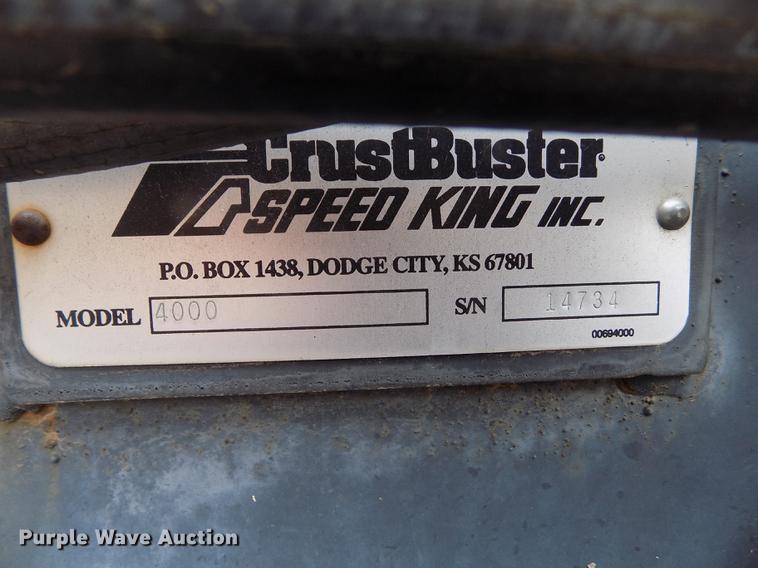 CrustBuster
SPEED KING INC.
P.O. BOX 1438, DODGE CITY, KS 67801
MODEL 4000 S/N 14734
00694000
Purple Wave Auction